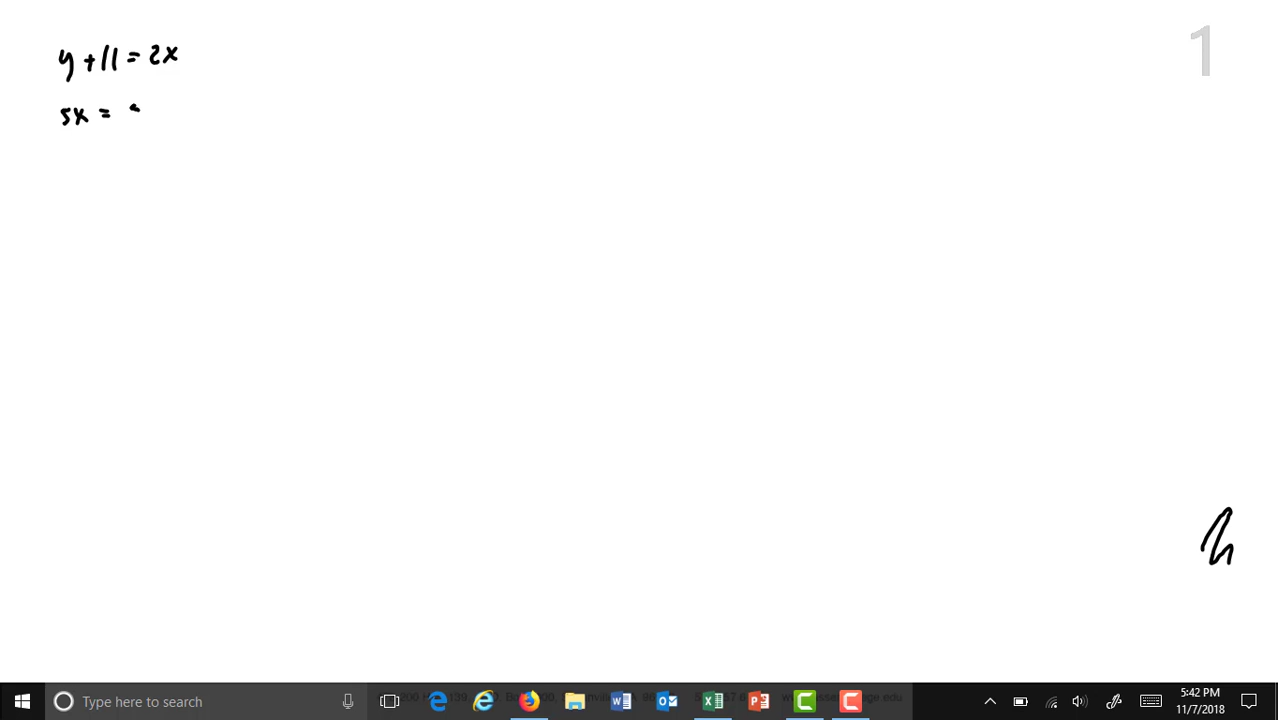 1
y + 11 = 2x
5x =
Type here to search
5:42 PM
11/7/2018